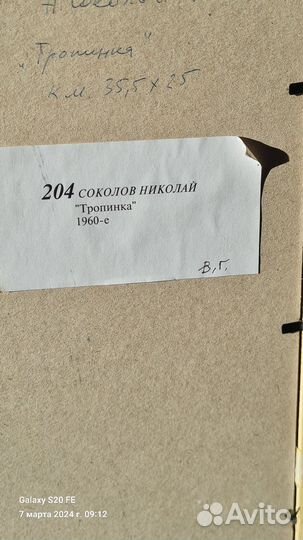 "Тропинка"
к.м. 35,5 х 25
204 СОКОЛОВ НИКОЛАЙ
"Тропинка"
1960-е
В.Г.
Galaxy S20 FE
7 марта 2024 г. 09:12
Avito